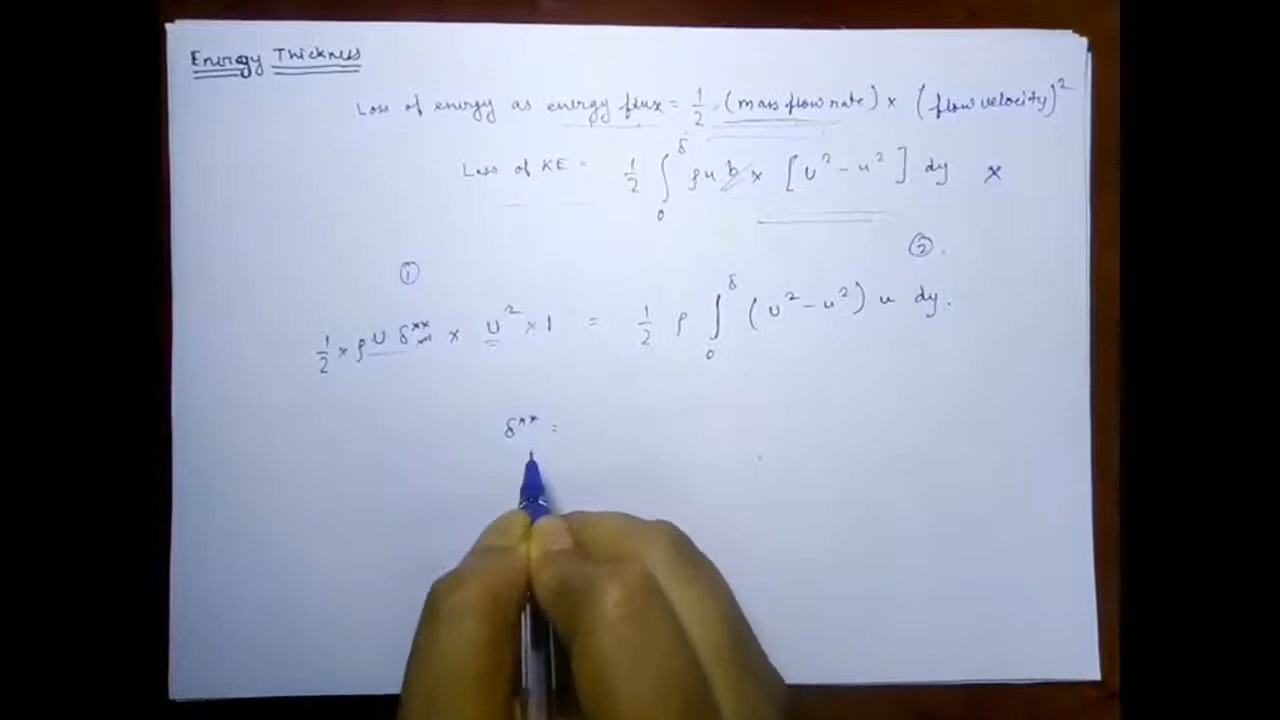 Energy Thickness
Loss of energy as energy flux = 1/2 . (mass flow rate) × (flow velocity)²
Loss of KE = 1/2 ∫₀^δ ρ u b × [U² - u²] dy ×
① ②.
1/2 × ρ U δ** × U² × 1 = 1/2 ρ ∫₀^δ (U² - u²) u dy.
δ** =